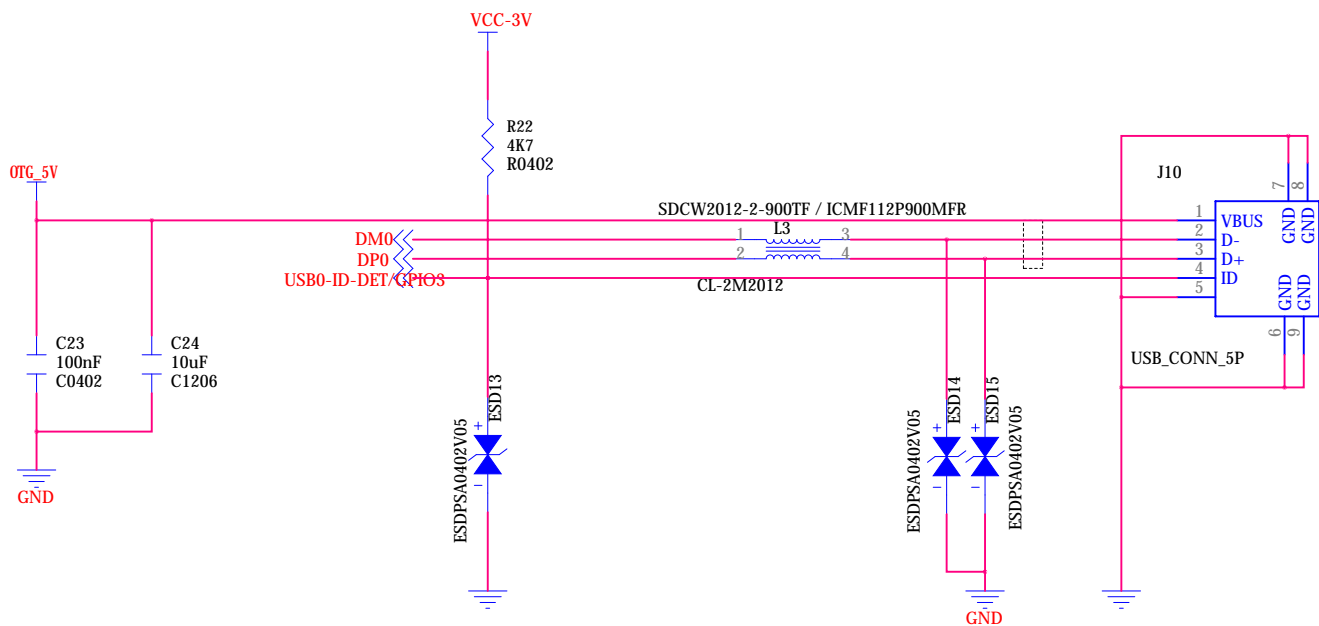 VCC-3V
R22
4K7
R0402
OTG_5V
J10
7
8
SDCW2012-2-900TF / ICMF112P900MFR
L3
1
VBUS
GND
GND
DM0
1
3
2
D-
DP0
2
4
3
D+
USB0-ID-DET/GPIO3
4
ID
CL-2M2012
5
GND
GND
6
9
C23
100nF
C0402
C24
10uF
C1206
USB_CONN_5P
ESD13
ESDPSA0402V05
+
-
ESD14
ESDPSA0402V05
+
-
ESD15
ESDPSA0402V05
+
-
GND
GND